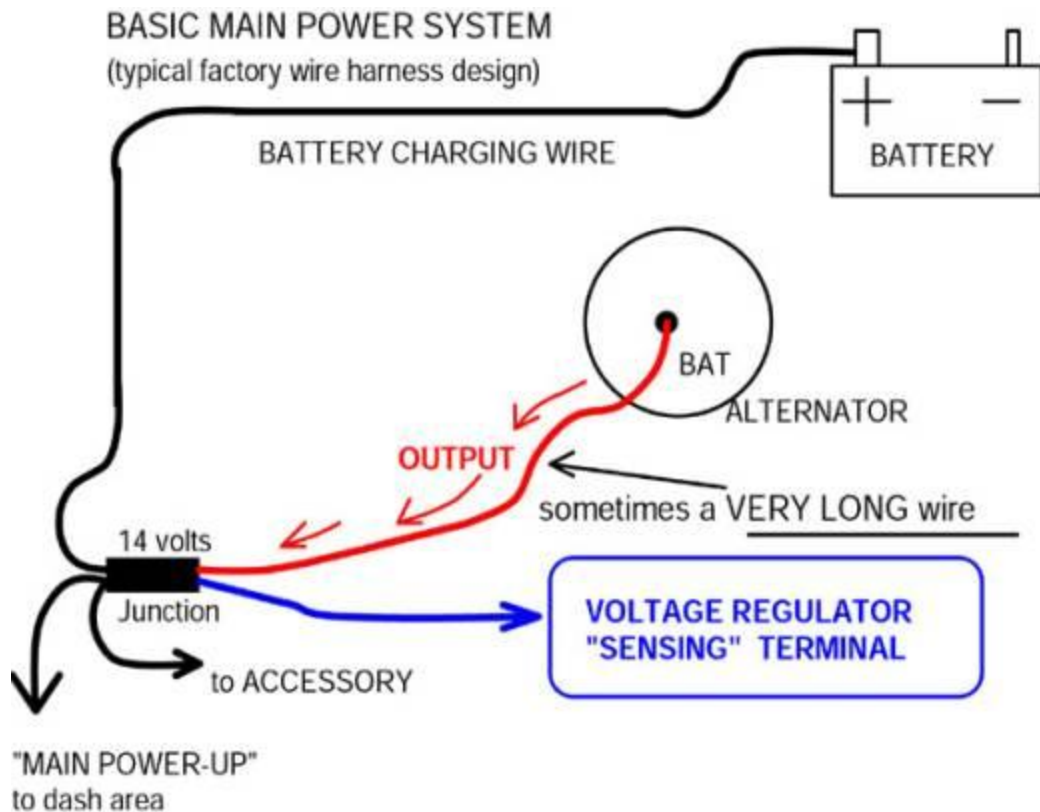 BASIC MAIN POWER SYSTEM
(typical factory wire harness design)
BATTERY CHARGING WIRE
+ –
BATTERY
BAT
ALTERNATOR
OUTPUT
sometimes a VERY LONG wire
14 volts
Junction
VOLTAGE REGULATOR
"SENSING" TERMINAL
to ACCESSORY
"MAIN POWER-UP"
to dash area